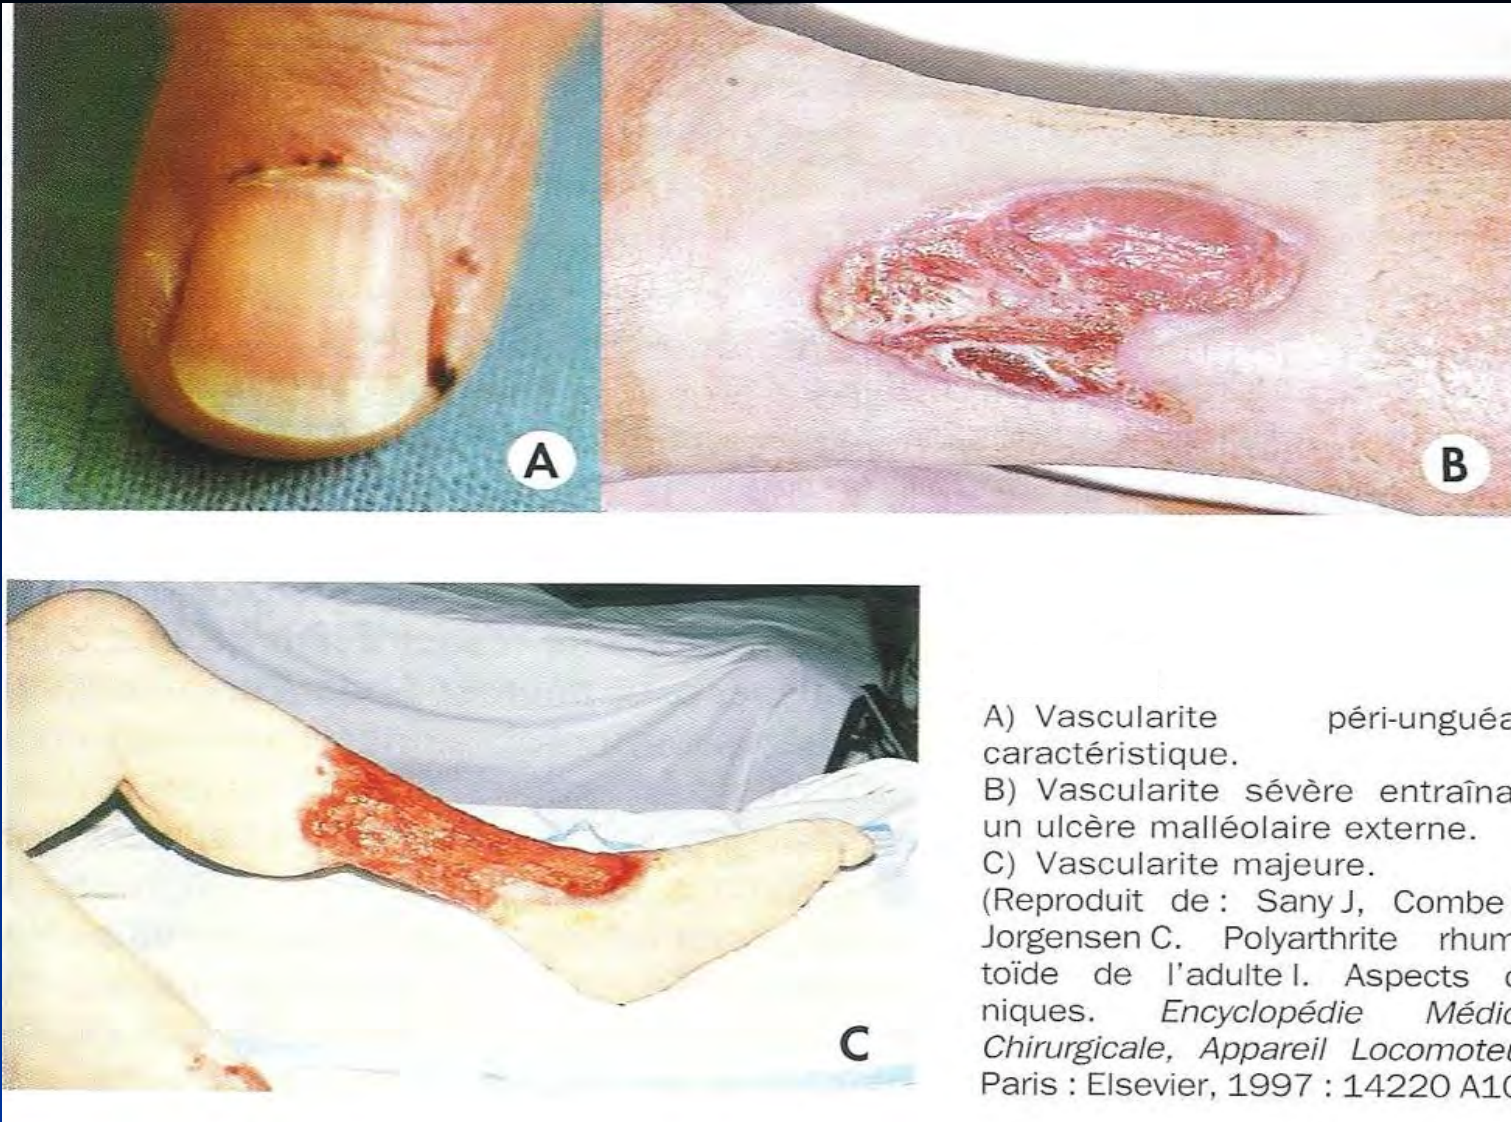 A
B
C
A) Vascularite péri-unguéa
caractéristique.
B) Vascularite sévère entraîna
un ulcère malléolaire externe.
C) Vascularite majeure.
(Reproduit de : Sany J, Combe
Jorgensen C. Polyarthrite rhum
toïde de l'adulte I. Aspects c
niques. Encyclopédie Médic
Chirurgicale, Appareil Locomoteu
Paris : Elsevier, 1997 : 14220 A10